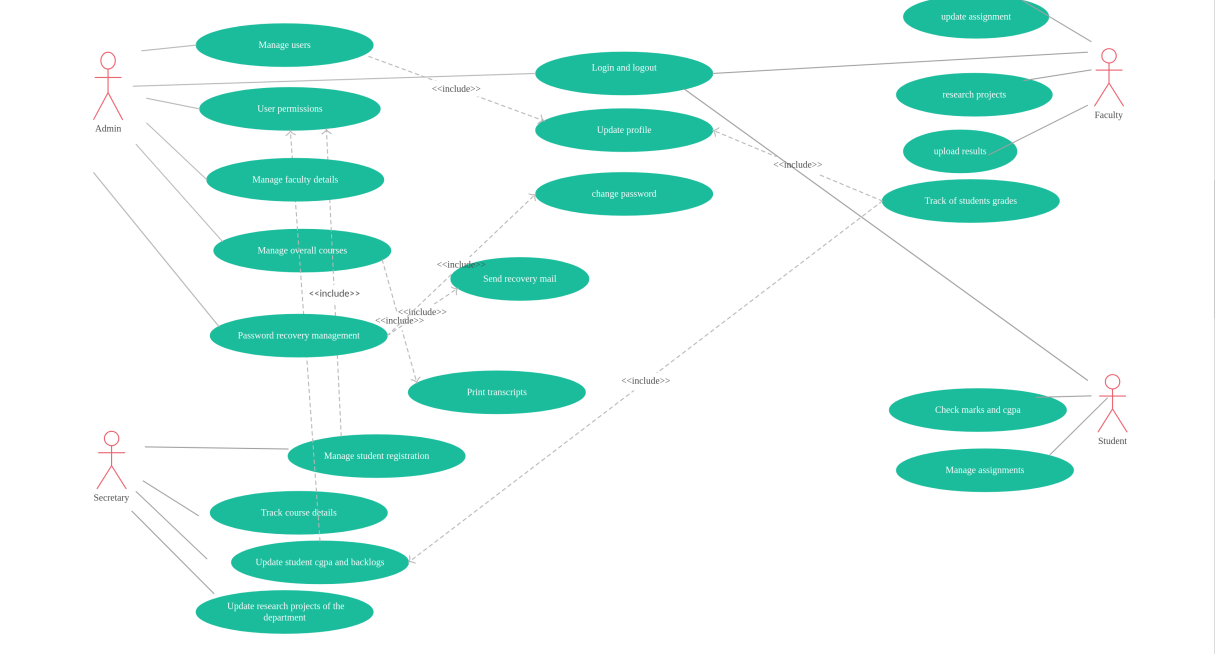 update assignment
Manage users
Login and logout
<<include>>
research projects
User permissions
Faculty
Admin
Update profile
upload results
<<include>>
Manage faculty details
change password
Track of students grades
Manage overall courses
<<include>>
Send recovery mail
<<include>>
<<include>>
<<include>>
Password recovery management
<<include>>
Print transcripts
Check marks and cgpa
Student
Manage student registration
Manage assignments
Secretary
Track course details
Update student cgpa and backlogs
Update research projects of the
department